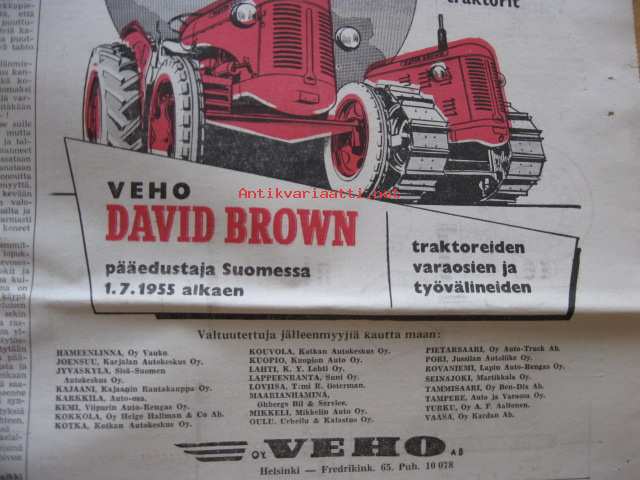 traktorit
VEHO
DAVID BROWN
pääedustaja Suomessa
1.7.1955 alkaen
traktoreiden
varaosien ja
työvälineiden
Antikvariaatti.net
Valtuutettuja jälleenmyyjiä kautta maan:
HAMEENLINNA, Oy Vauko.
JOENSUU, Karjalan Autokeskus Oy.
JYVASKYLA, Sisä-Suomen
Autokeskus Oy.
KAJAANI, Kajaanin Rautakauppa Oy.
KARKKILA, Auto-osa.
KEMI, Viipurin Auto-Rengas Oy.
KOKKOLA, Oy Helge Hallman & Co Ab.
KOTKA, Kotkan Autokeskus Oy.
KOUVOLA, Kotkan Autokeskus Oy.
KUOPIO, Kuopion Auto Oy.
LAHTI, K. Y. Lehti Oy.
LAPPEENRANTA, Suni Oy.
LOVIISA, T:mi R. Osterman.
MAARIANHAMINA,
Öhbergs Bil & Service.
MIKKELI, Mikkelin Auto Oy.
OULU, Urheilu & Kalastus Oy.
PIETARSAARI, Oy Auto-Truck Ab.
PORI, Jussilan Autoliike Oy.
ROVANIEMI, Lapin Auto-Rengas Oy.
SEINAJOKI, Martikkala Oy.
TAMMISAARI, Oy Ben-Dix Ab.
TAMPERE, Auto ja Varaosa Oy.
TURKU, Oy A. F. Aaltonen.
VAASA, Oy Kardan Ab.
OY. VEHO AB
Helsinki — Fredrikink. 65. Puh. 10 078